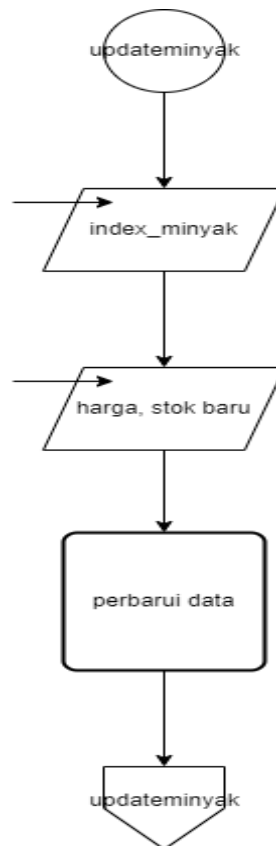 updateminyak
index_minyak
harga, stok baru
perbarui data
updateminyak